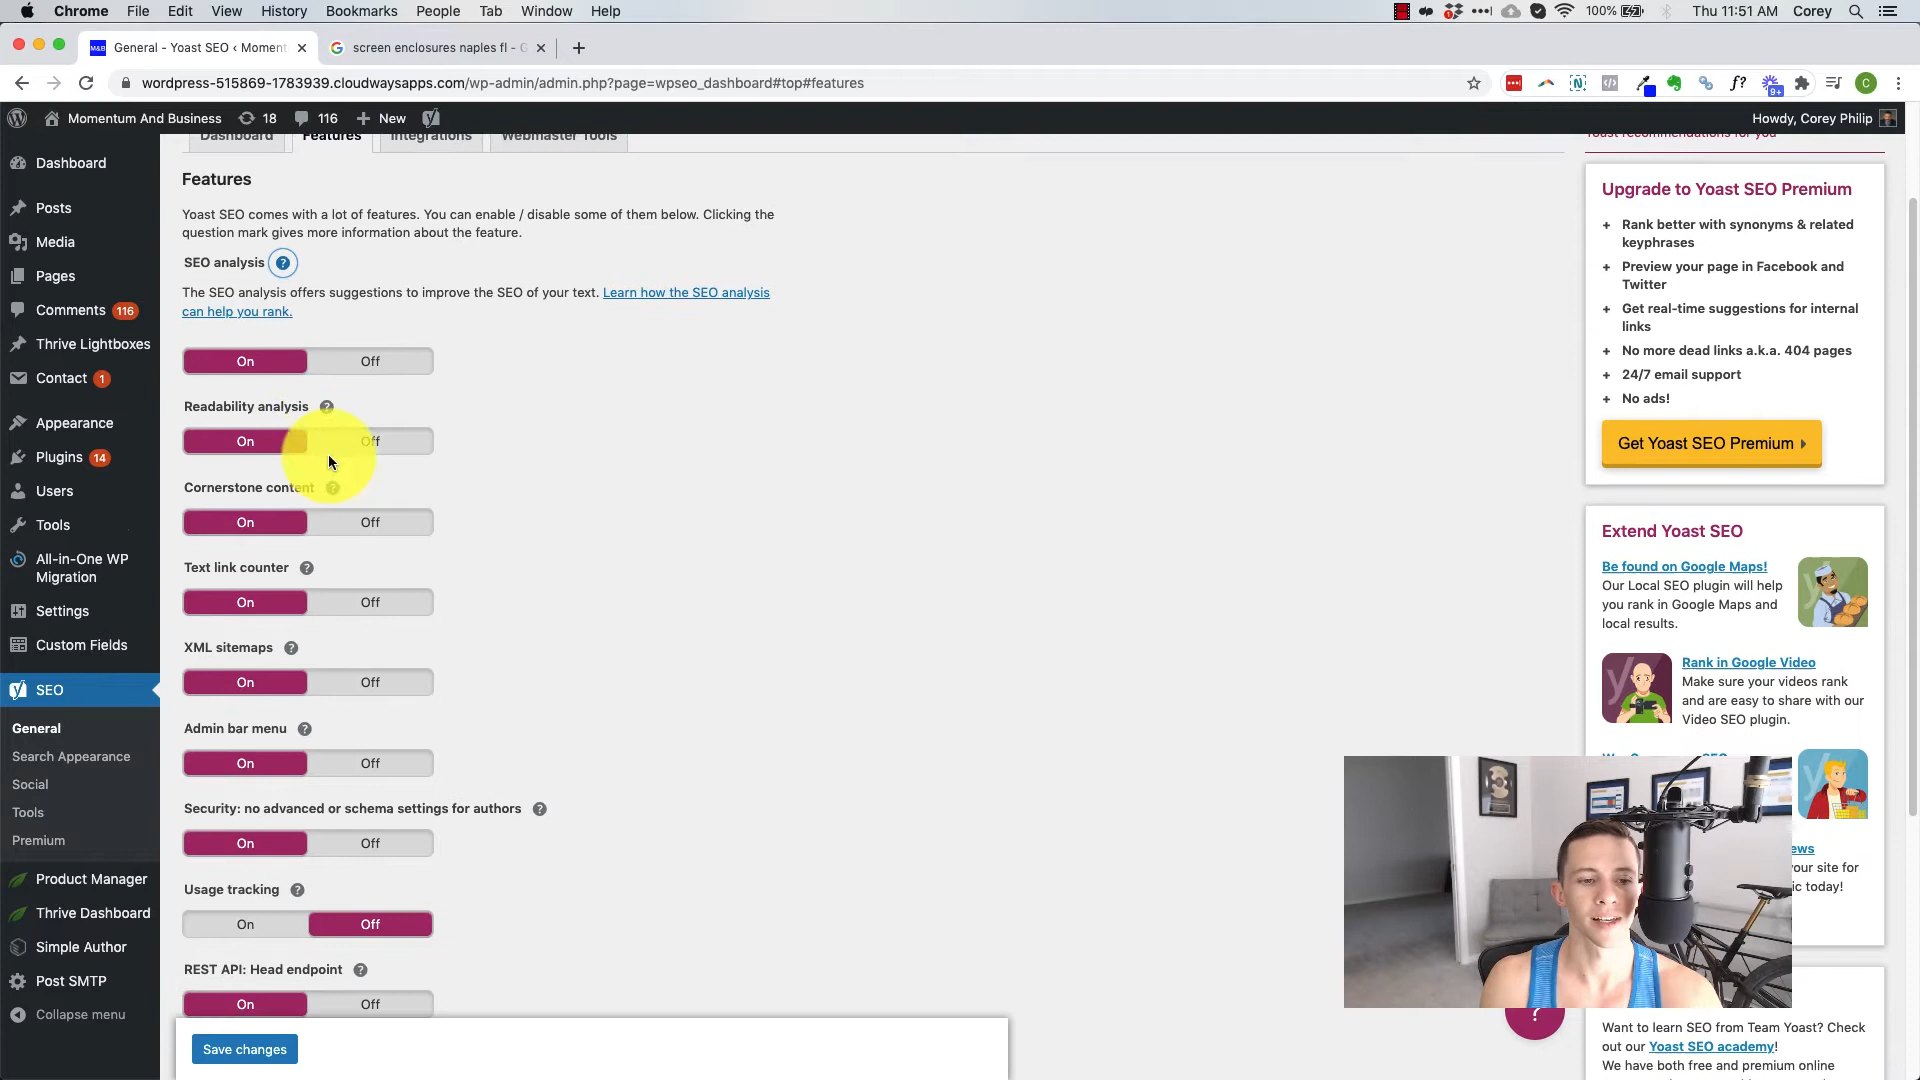 Chrome File Edit View History Bookmarks People Tab Window Help
100% Thu 11:51 AM Corey
General - Yoast SEO ‹ Moment
screen enclosures naples fl - G
wordpress-515869-1783939.cloudwaysapps.com/wp-admin/admin.php?page=wpseo_dashboard#top#features
9+
C
Momentum And Business 18 116 New
Howdy, Corey Philip
Dashboard
Posts
Media
Pages
Comments 116
Thrive Lightboxes
Contact 1
Appearance
Plugins 14
Users
Tools
All-in-One WP
Migration
Settings
Custom Fields
SEO
General
Search Appearance
Social
Tools
Premium
Product Manager
Thrive Dashboard
Simple Author
Post SMTP
Collapse menu
Dashboard Features Integrations Webmaster Tools
Features
Yoast SEO comes with a lot of features. You can enable / disable some of them below. Clicking the
question mark gives more information about the feature.
SEO analysis ?
The SEO analysis offers suggestions to improve the SEO of your text. Learn how the SEO analysis
can help you rank.
On Off
Readability analysis ?
On Off
Cornerstone content ?
On Off
Text link counter ?
On Off
XML sitemaps ?
On Off
Admin bar menu ?
On Off
Security: no advanced or schema settings for authors ?
On Off
Usage tracking ?
On Off
REST API: Head endpoint ?
On Off
Save changes
Yoast recommendations for you
Upgrade to Yoast SEO Premium
+ Rank better with synonyms & related
keyphrases
+ Preview your page in Facebook and
Twitter
+ Get real-time suggestions for internal
links
+ No more dead links a.k.a. 404 pages
+ 24/7 email support
+ No ads!
Get Yoast SEO Premium
Extend Yoast SEO
Be found on Google Maps!
Our Local SEO plugin will help
you rank in Google Maps and
local results.
Rank in Google Video
Make sure your videos rank
and are easy to share with our
Video SEO plugin.
ews
your site for
ic today!
?
Want to learn SEO from Team Yoast? Check
out our Yoast SEO academy!
We have both free and premium online